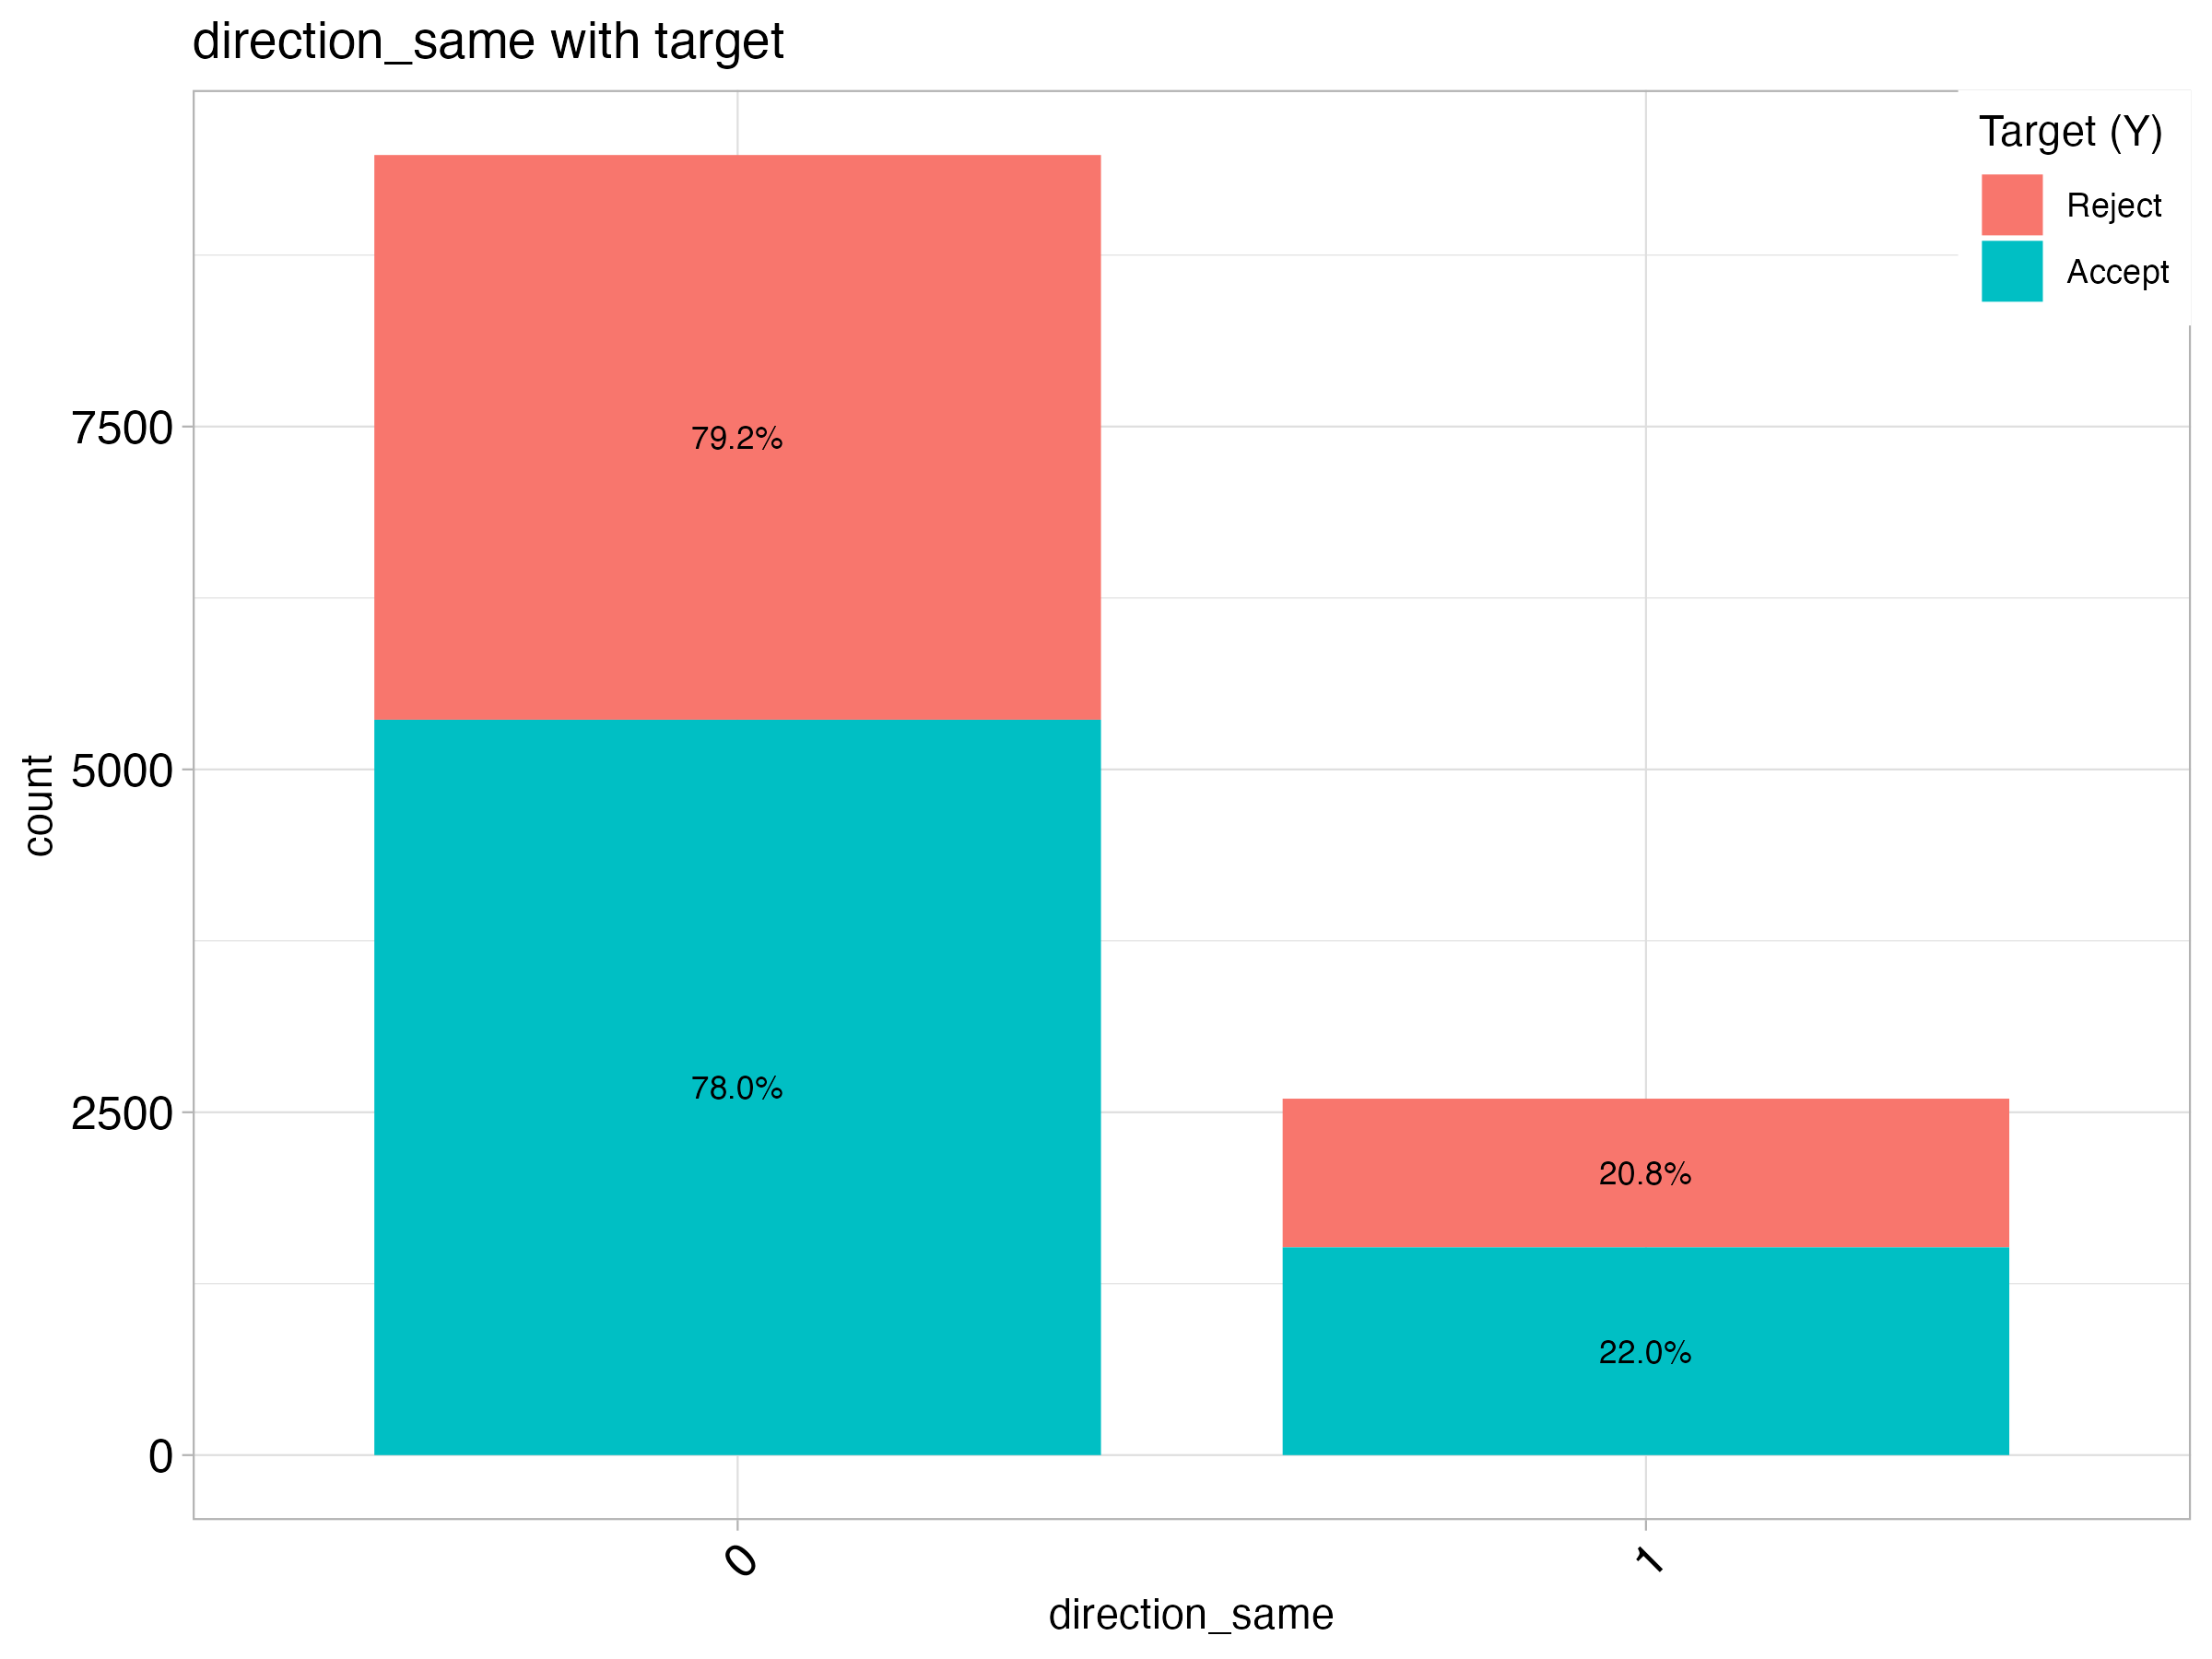 direction_same with target
Target (Y)
Reject
Accept
7500
79.2%
count
5000
78.0%
2500
20.8%
22.0%
0
0
1
direction_same